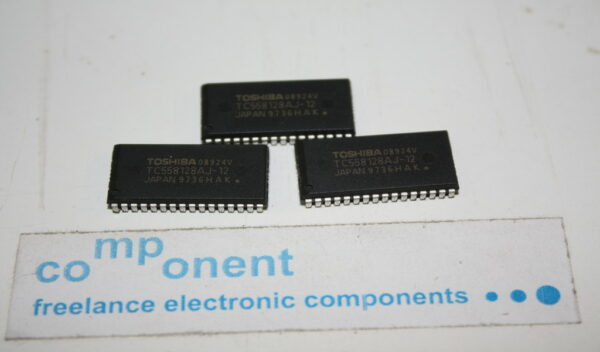 TOSHIBA 08924V
TC558128AJ-12
JAPAN 9736HAK
TOSHIBA 08924V
TC558128AJ-12
JAPAN 9736HAK
TOSHIBA 08924V
TC558128AJ-12
JAPAN 9736HAK
component
freelance electronic components